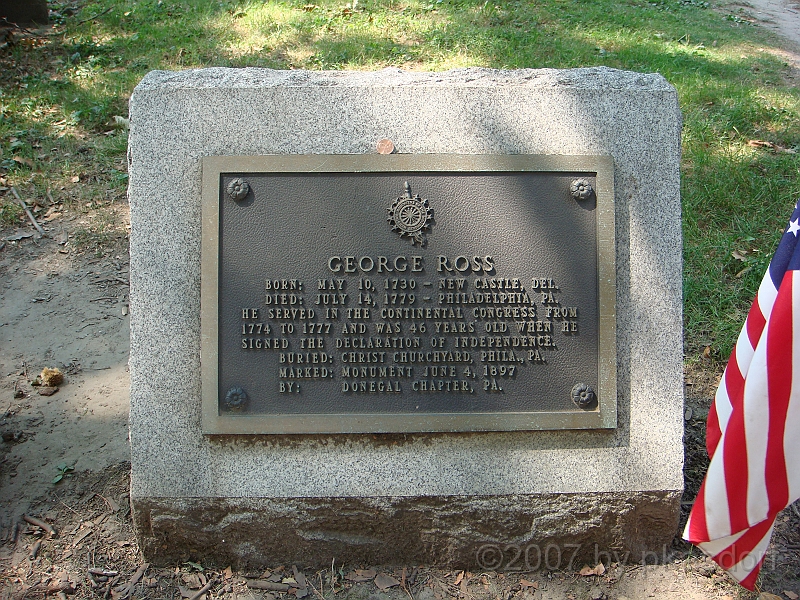 GEORGE ROSS
BORN: MAY 10, 1730 – NEW CASTLE, DEL.
DIED: JULY 14, 1779 – PHILADELPHIA, PA.
HE SERVED IN THE CONTINENTAL CONGRESS FROM
1774 TO 1777 AND WAS 46 YEARS OLD WHEN HE
SIGNED THE DECLARATION OF INDEPENDENCE.
BURIED: CHRIST CHURCHYARD, PHILA., PA.
MARKED: MONUMENT JUNE 4, 1897
BY: DONEGAL CHAPTER, PA.
©2007 by